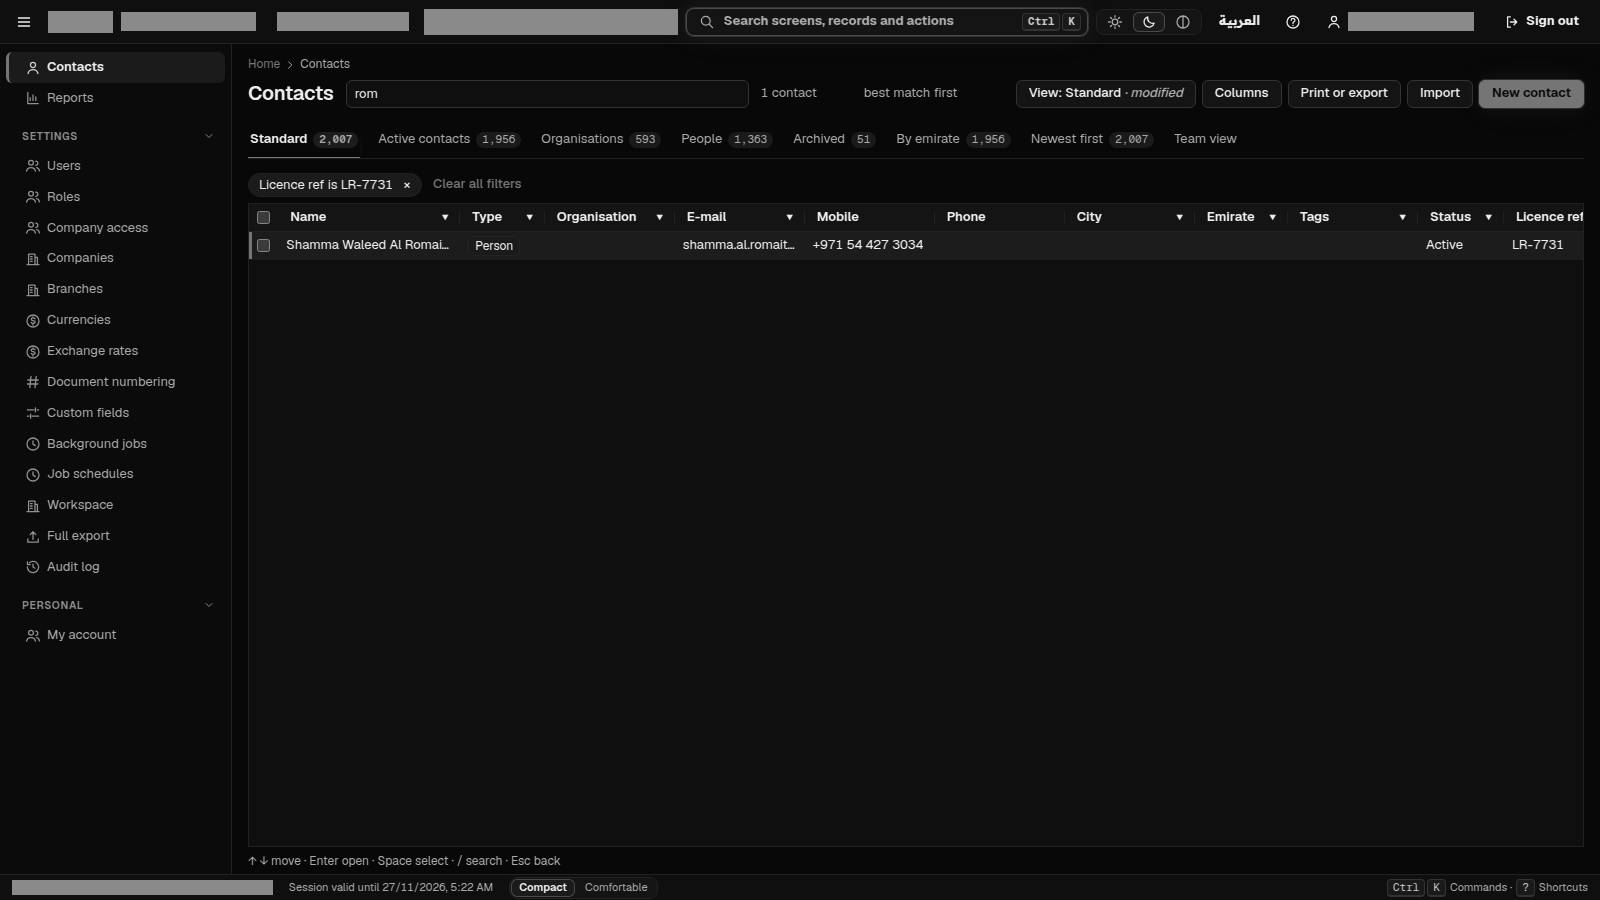 Search screens, records and actions Ctrl K العربية Sign out
Contacts
Reports
SETTINGS
Users
Roles
Company access
Companies
Branches
Currencies
Exchange rates
Document numbering
Custom fields
Background jobs
Job schedules
Workspace
Full export
Audit log
PERSONAL
My account
Home > Contacts
Contacts rom 1 contact best match first View: Standard · modified Columns Print or export Import New contact
Standard 2,007 Active contacts 1,956 Organisations 593 People 1,363 Archived 51 By emirate 1,956 Newest first 2,007 Team view
Licence ref is LR-7731 × Clear all filters
Name ▼ Type ▼ Organisation ▼ E-mail ▼ Mobile Phone City ▼ Emirate ▼ Tags ▼ Status ▼ Licence ref
Shamma Waleed Al Romai… Person shamma.al.romait… +971 54 427 3034 Active LR-7731
↑↓ move · Enter open · Space select · / search · Esc back
Session valid until 27/11/2026, 5:22 AM Compact Comfortable Ctrl K Commands · ? Shortcuts